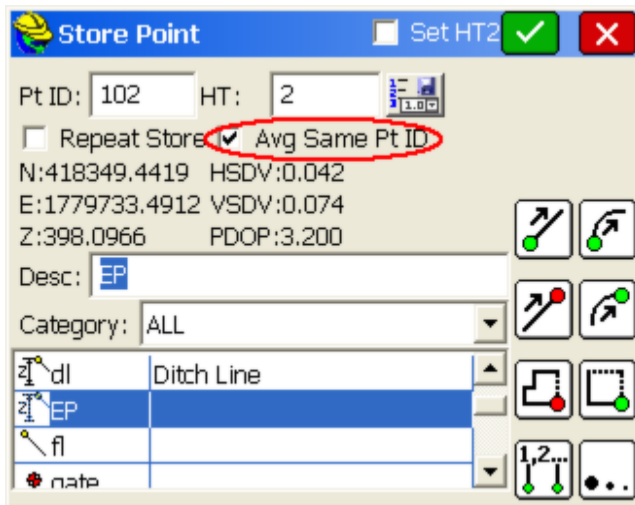 Store Point Set HT2
Pt ID: 102 HT: 2
1.0
Repeat Store Avg Same Pt ID
N:418349.4419 HSDV:0.042
E:1779733.4912 VSDV:0.074
Z:398.0966 PDOP:3.200
Desc: EP
Category: ALL
z dl Ditch Line
z EP
fl
gate
1,2...